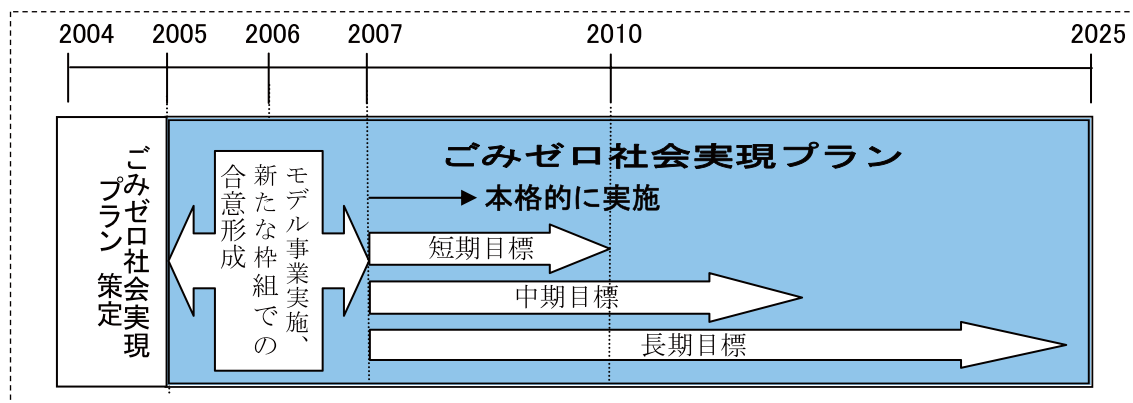 2004 2005 2006 2007 2010 2025
ごみゼロ社会実現
プラン 策定
モデル事業実施、
新たな枠組での
合意形成
ごみゼロ社会実現プラン
本格的に実施
短期目標
中期目標
長期目標